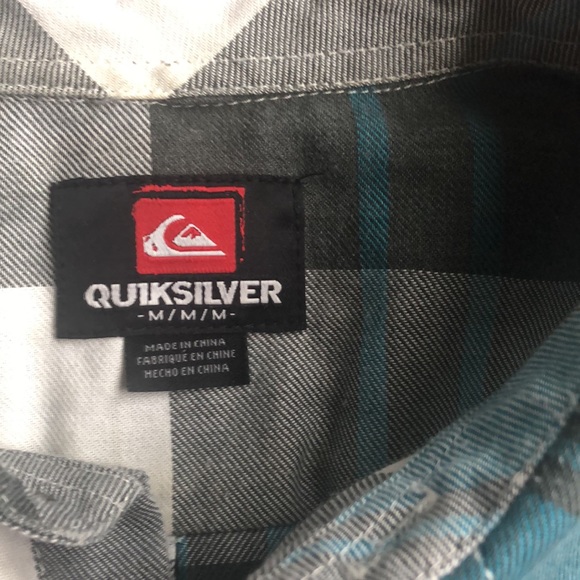 QUIKSILVER
-M/M/M-
MADE IN CHINA
FABRIQUE EN CHINE
HECHO EN CHINA